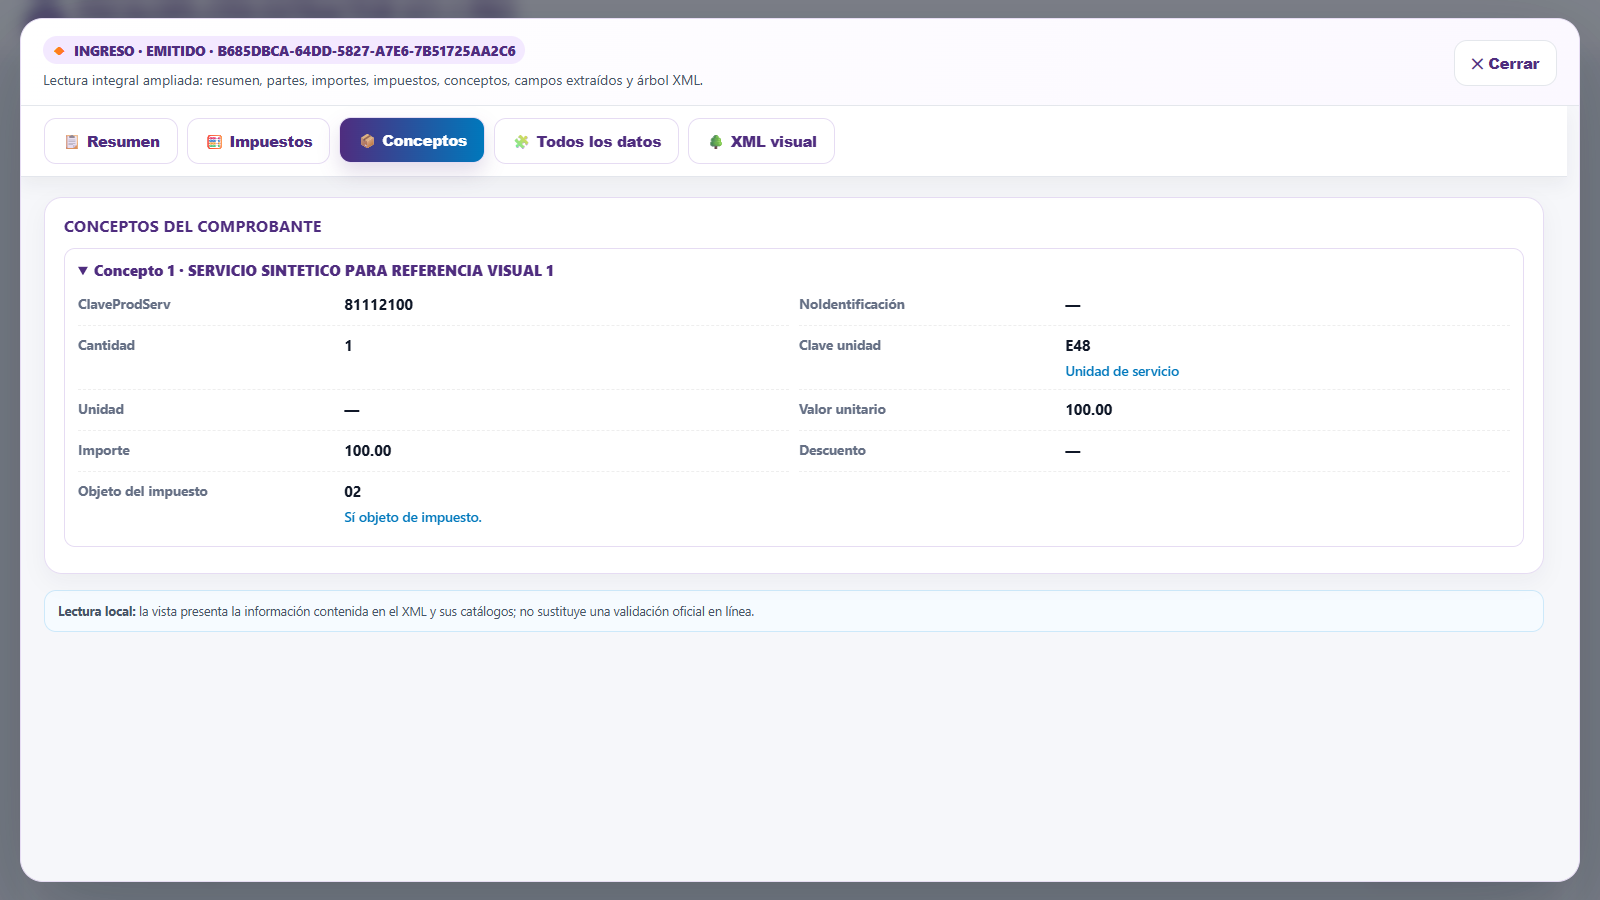 INGRESO · EMITIDO · B685DBCA-64DD-5827-A7E6-7B51725AA2C6
Lectura integral ampliada: resumen, partes, importes, impuestos, conceptos, campos extraídos y árbol XML.
× Cerrar
Resumen
Impuestos
Conceptos
Todos los datos
XML visual
CONCEPTOS DEL COMPROBANTE
▼ Concepto 1 · SERVICIO SINTETICO PARA REFERENCIA VISUAL 1
ClaveProdServ 81112100
NoIdentificación —
Cantidad 1
Clave unidad E48
Unidad de servicio
Unidad —
Valor unitario 100.00
Importe 100.00
Descuento —
Objeto del impuesto 02
Sí objeto de impuesto.
Lectura local: la vista presenta la información contenida en el XML y sus catálogos; no sustituye una validación oficial en línea.